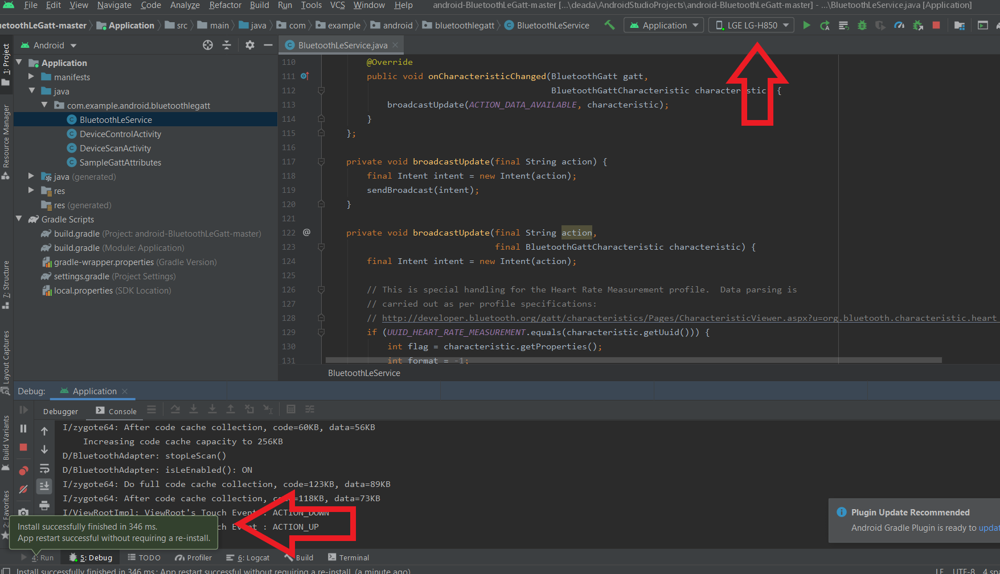 File Edit View Navigate Code Analyze Refactor Build Run Tools VCS Window Help android-BluetoothLeGatt-master [...\deada\AndroidStudioProjects\android-BluetoothLeGatt-master] - ...\BluetoothLeService.java [Application]
etoothLeGatt-master Application src main java com example android bluetoothlegatt BluetoothLeService Application LGE LG-H850
Android
BluetoothLeService.java
1: Project
Resource Manager
7: Structure
Layout Captures
Build Variants
2: Favorites
Application
manifests
java
com.example.android.bluetoothlegatt
BluetoothLeService
DeviceControlActivity
DeviceScanActivity
SampleGattAttributes
java (generated)
res
res (generated)
Gradle Scripts
build.gradle (Project: android-BluetoothLeGatt-master)
build.gradle (Module: Application)
gradle-wrapper.properties (Gradle Version)
settings.gradle (Project Settings)
local.properties (SDK Location)
110 @Override
111 public void onCharacteristicChanged(BluetoothGatt gatt,
112 BluetoothGattCharacteristic characteristic {
113 broadcastUpdate(ACTION_DATA_AVAILABLE, characteristic);
114 }
115 };
116
117 private void broadcastUpdate(final String action) {
118 final Intent intent = new Intent(action);
119 sendBroadcast(intent);
120 }
121
122 @ private void broadcastUpdate(final String action,
123 final BluetoothGattCharacteristic characteristic) {
124 final Intent intent = new Intent(action);
125
126 // This is special handling for the Heart Rate Measurement profile.  Data parsing is
127 // carried out as per profile specifications:
128 // http://developer.bluetooth.org/gatt/characteristics/Pages/CharacteristicViewer.aspx?u=org.bluetooth.characteristic.heart
129 if (UUID_HEART_RATE_MEASUREMENT.equals(characteristic.getUuid())) {
130 int flag = characteristic.getProperties();
131 int format = -1;
BluetoothLeService
Debug: Application
Debugger Console
I/zygote64: After code cache collection, code=60KB, data=56KB
Increasing code cache capacity to 256KB
D/BluetoothAdapter: stopLeScan()
D/BluetoothAdapter: isLeEnabled(): ON
I/zygote64: Do full code cache collection, code=123KB, data=89KB
I/zygote64: After code cache collection, code=118KB, data=73KB
I/ViewRootImpl: ViewRoot's Touch Event : ACTION_DOWN
ch Event : ACTION_UP
Install successfully finished in 346 ms.
App restart successful without requiring a re-install.
Plugin Update Recommended
Android Gradle Plugin is ready to updat
4: Run 5: Debug TODO Profiler 6: Logcat Build Terminal
Install successfully finished in 346 ms.: App restart successful without requiring a re-install. (a minute ago) LF UTF-8 4 spa